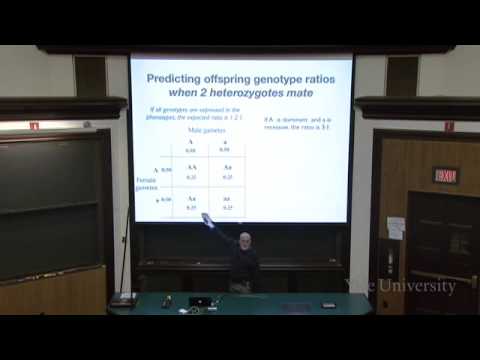 Predicting offspring genotype ratios
when 2 heterozygotes mate
If all genotypes are expressed in the
phenotypes, the expected ratio is 1:2:1
If A is dominant and a is
recessive, the ratio is 3:1.
Male gametes
A a
0.50 0.50
A 0.50 AA Aa
Female
gametes
0.25 0.25
a 0.50 Aa aa
0.25 0.25
EXIT
Yale University